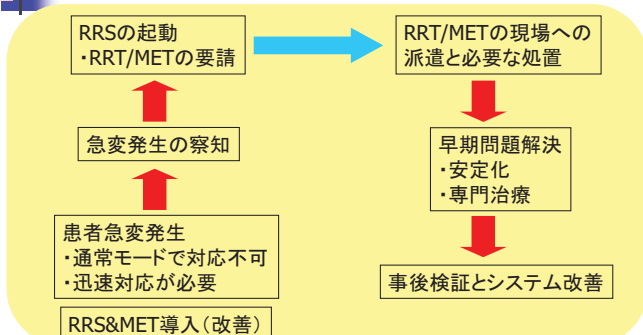 RRSの起動
・RRT/METの要請
RRT/METの現場への
派遣と必要な処置
急変発生の察知
早期問題解決
・安定化
・専門治療
患者急変発生
・通常モードで対応不可
・迅速対応が必要
事後検証とシステム改善
RRS&MET導入(改善)